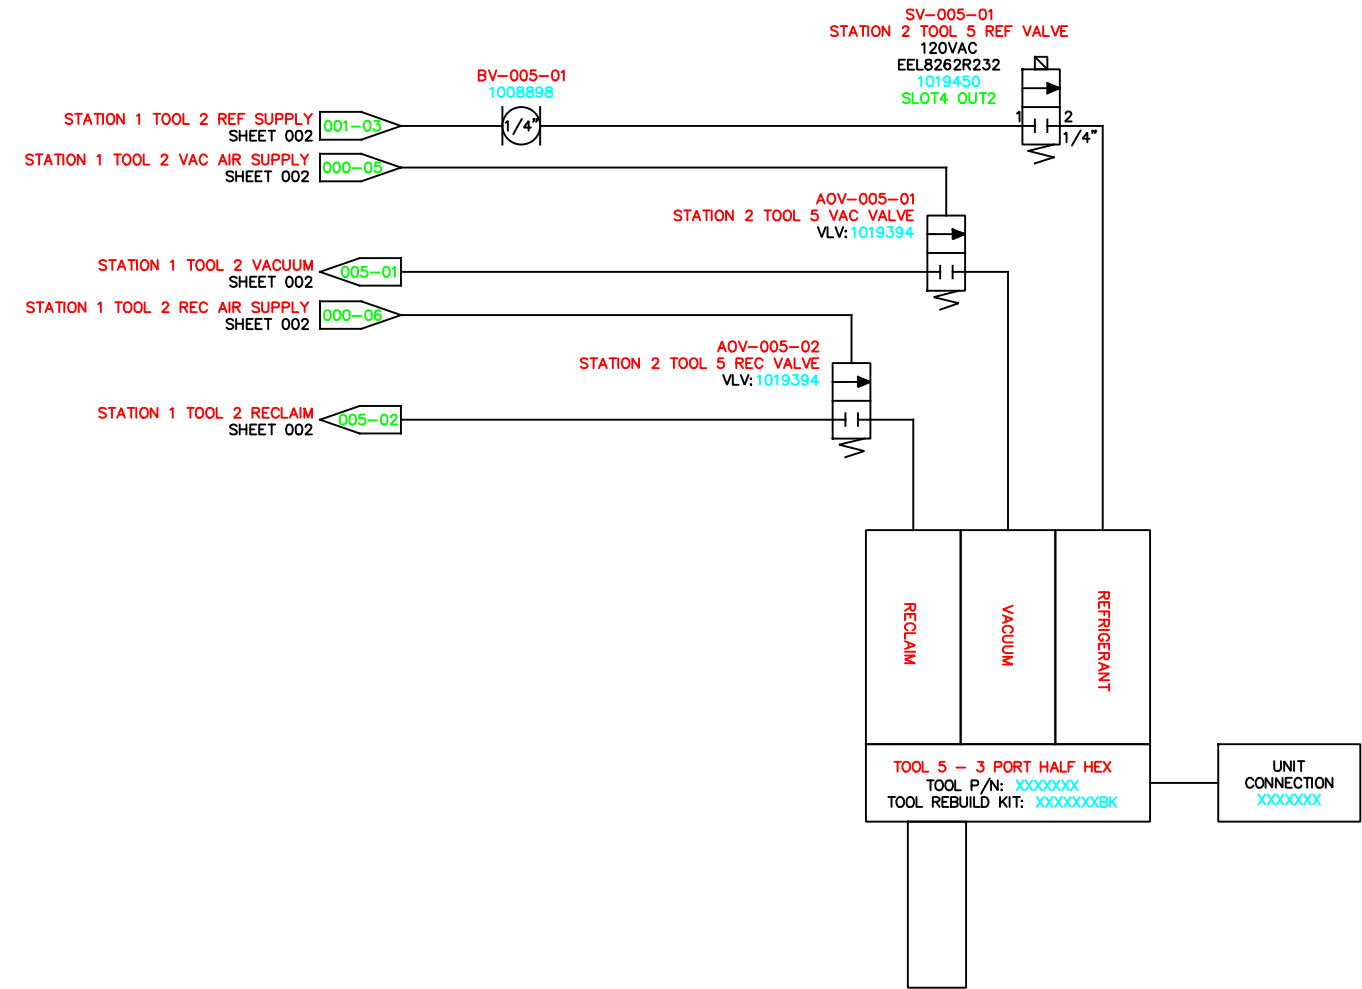 SV-005-01
STATION 2 TOOL 5 REF VALVE
120VAC
EEL8262R232
1019450
SLOT4 OUT2
BV-005-01
1008898
STATION 1 TOOL 2 REF SUPPLY
SHEET 002
001-03
1/4"
1
2
1/4"
STATION 1 TOOL 2 VAC AIR SUPPLY
SHEET 002
000-05
AOV-005-01
STATION 2 TOOL 5 VAC VALVE
VLV: 1019394
STATION 1 TOOL 2 VACUUM
SHEET 002
005-01
STATION 1 TOOL 2 REC AIR SUPPLY
SHEET 002
000-06
AOV-005-02
STATION 2 TOOL 5 REC VALVE
VLV: 1019394
STATION 1 TOOL 2 RECLAIM
SHEET 002
005-02
RECLAIM
VACUUM
REFRIGERANT
TOOL 5 - 3 PORT HALF HEX
TOOL P/N: XXXXXXX
TOOL REBUILD KIT: XXXXXXXBK
UNIT
CONNECTION
XXXXXXX